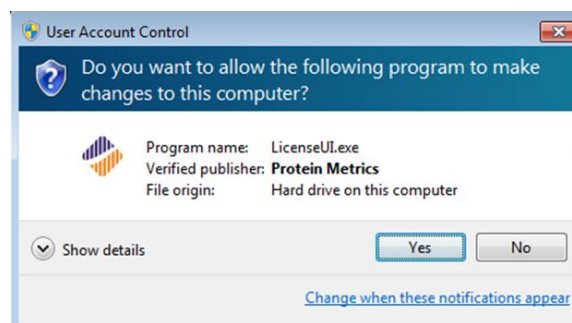 User Account Control
Do you want to allow the following program to make
changes to this computer?
Program name: LicenseUI.exe
Verified publisher: Protein Metrics
File origin: Hard drive on this computer
Show details
Yes
No
Change when these notifications appear